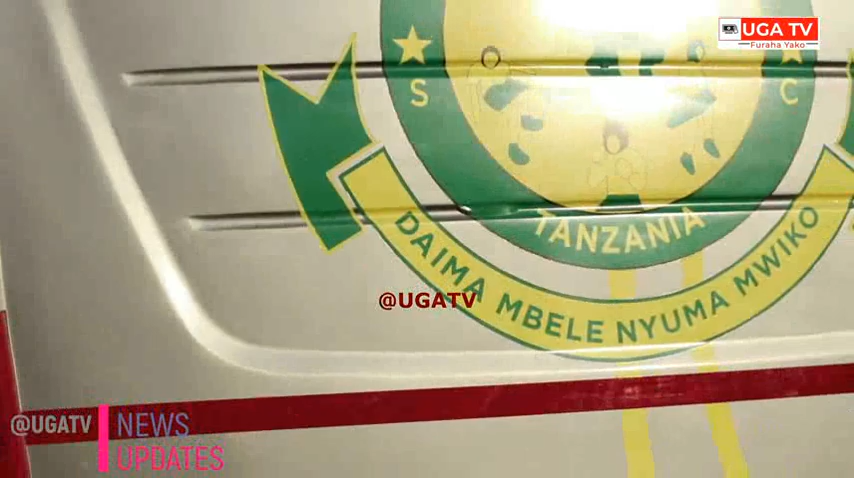 UGA TV
Furaha Yako
S C
TANZANIA
DAIMA MBELE NYUMA MWIKO
@UGATV
@UGATV
NEWS
UPDATES